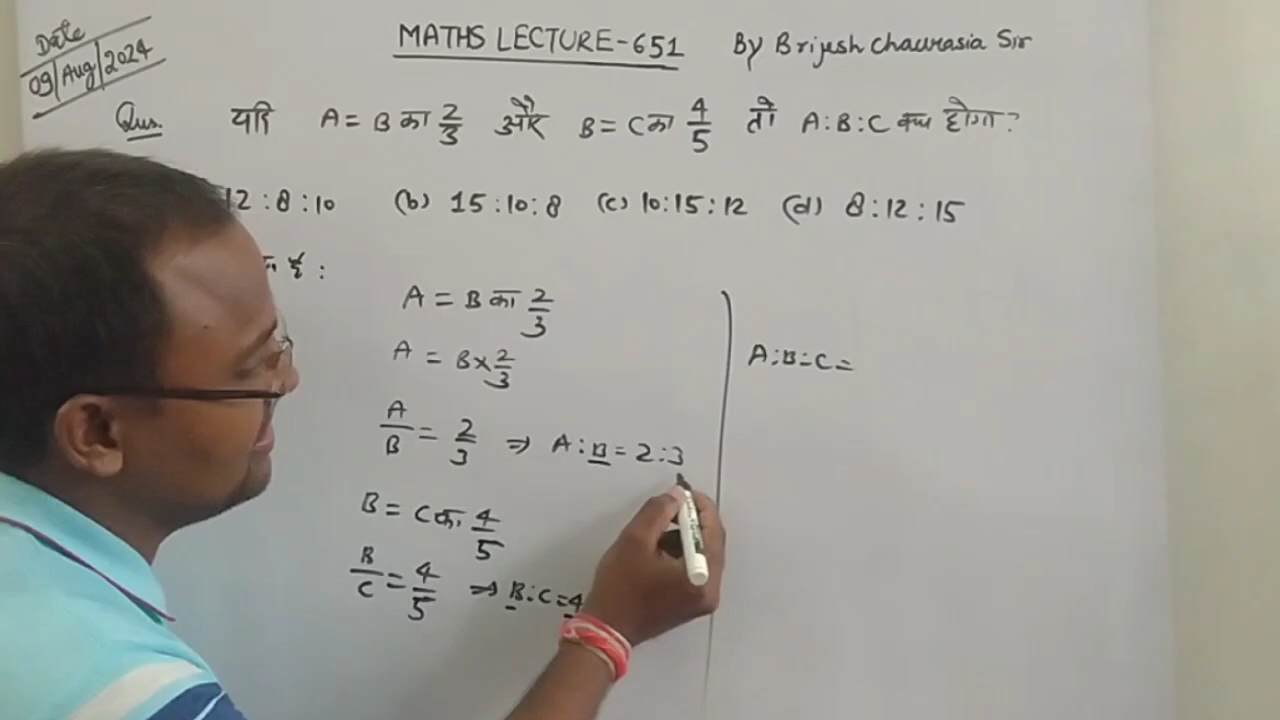 Date
09/Aug/2024
MATHS LECTURE-651 By Brijesh Chaurasia Sir
Qus. यदि A = B का 2/3 और B = C का 4/5 तो A:B:C क्या होगा?
12:8:10 (b) 15:10:8 (c) 10:15:12 (d) 8:12:15
है :
A = B का 2/3
A = B × 2/3
A/B = 2/3 ⇒ A:B = 2:3
B = C का 4/5
B/C = 4/5 ⇒ B:C = 4
A:B:C =